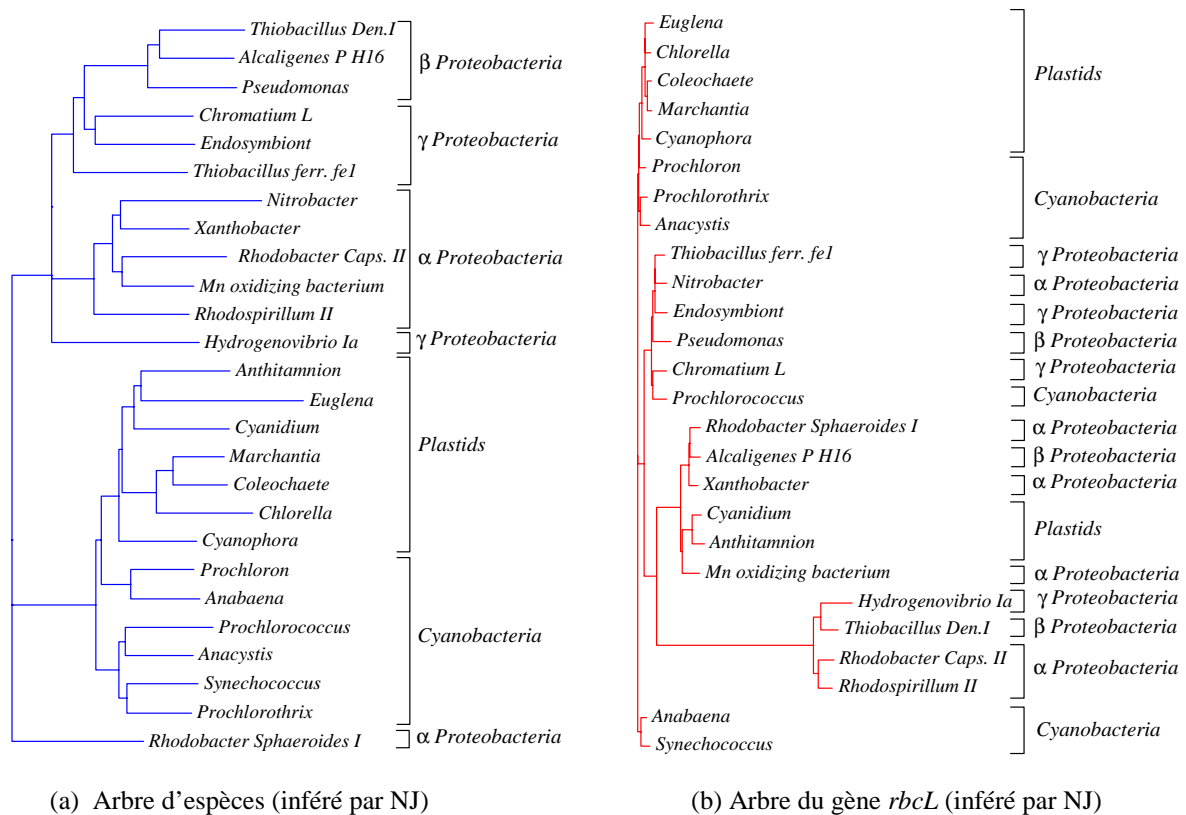 Thiobacillus Den.I
Alcaligenes P H16
Pseudomonas
β Proteobacteria
Chromatium L
Endosymbiont
Thiobacillus ferr. fe1
γ Proteobacteria
Nitrobacter
Xanthobacter
Rhodobacter Caps. II
Mn oxidizing bacterium
Rhodospirillum II
α Proteobacteria
Hydrogenovibrio Ia
γ Proteobacteria
Anthitamnion
Euglena
Cyanidium
Marchantia
Coleochaete
Chlorella
Cyanophora
Plastids
Prochloron
Anabaena
Prochlorococcus
Anacystis
Synechococcus
Prochlorothrix
Cyanobacteria
Rhodobacter Sphaeroides I
α Proteobacteria
(a) Arbre d'espèces (inféré par NJ)
Euglena
Chlorella
Coleochaete
Marchantia
Cyanophora
Plastids
Prochloron
Prochlorothrix
Anacystis
Cyanobacteria
Thiobacillus ferr. fe1
γ Proteobacteria
Nitrobacter
α Proteobacteria
Endosymbiont
γ Proteobacteria
Pseudomonas
β Proteobacteria
Chromatium L
γ Proteobacteria
Prochlorococcus
Cyanobacteria
Rhodobacter Sphaeroides I
α Proteobacteria
Alcaligenes P H16
β Proteobacteria
Xanthobacter
α Proteobacteria
Cyanidium
Anthitamnion
Plastids
Mn oxidizing bacterium
α Proteobacteria
Hydrogenovibrio Ia
γ Proteobacteria
Thiobacillus Den.I
β Proteobacteria
Rhodobacter Caps. II
Rhodospirillum II
α Proteobacteria
Anabaena
Synechococcus
Cyanobacteria
(b) Arbre du gène rbcL (inféré par NJ)